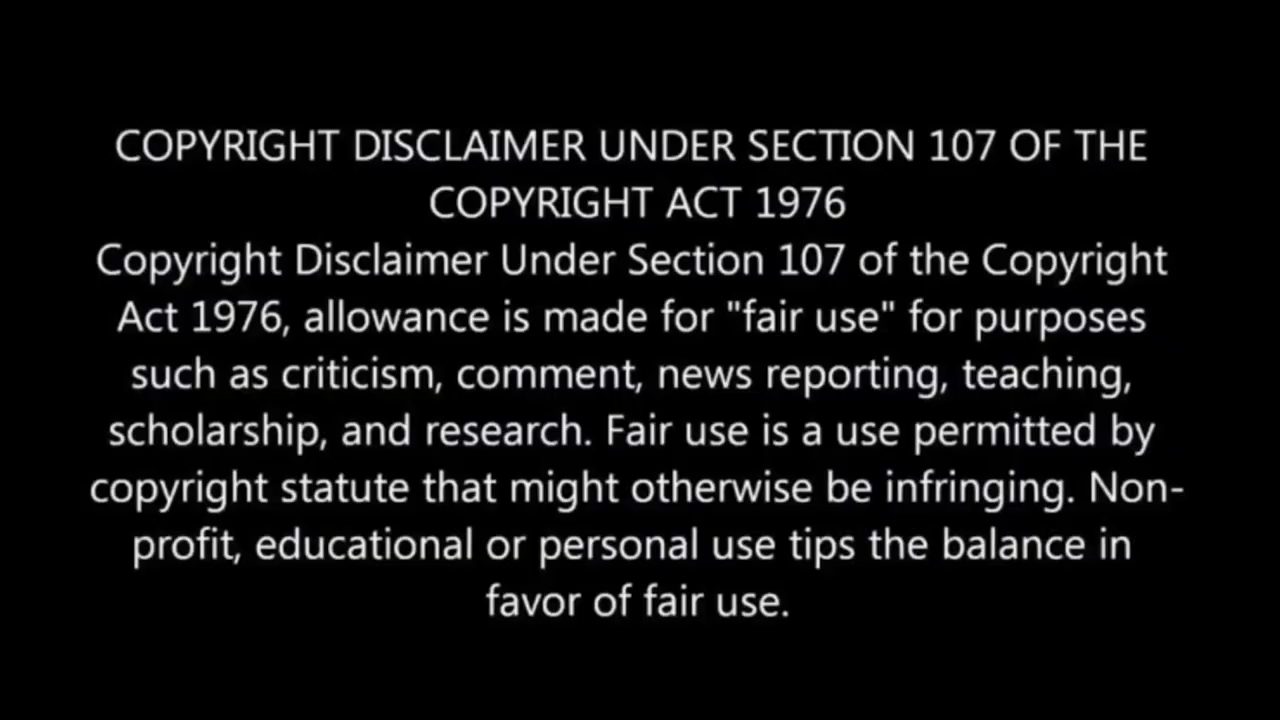 COPYRIGHT DISCLAIMER UNDER SECTION 107 OF THE
COPYRIGHT ACT 1976
Copyright Disclaimer Under Section 107 of the Copyright
Act 1976, allowance is made for "fair use" for purposes
such as criticism, comment, news reporting, teaching,
scholarship, and research. Fair use is a use permitted by
copyright statute that might otherwise be infringing. Non-
profit, educational or personal use tips the balance in
favor of fair use.